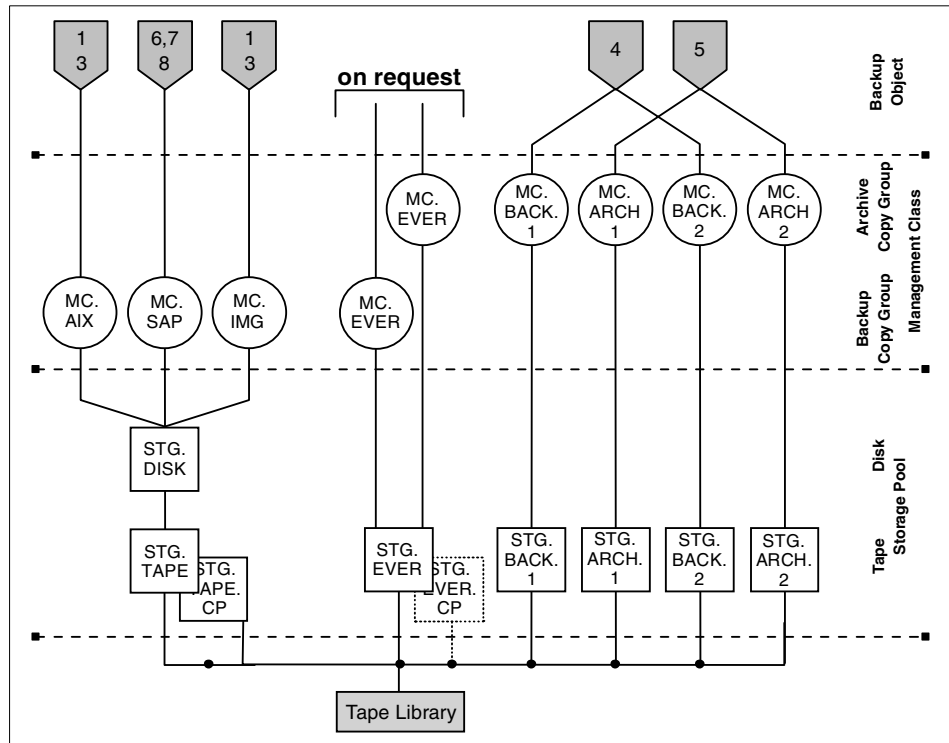 1
3
6,7
8
1
3
4
5
on request
Backup
Object
MC.
EVER
MC.
BACK.
1
MC.
ARCH
1
MC.
BACK.
2
MC.
ARCH
2
Archive
Copy Group
MC.
AIX
MC.
SAP
MC.
IMG
MC.
EVER
Backup
Copy Group
Management Class
STG.
DISK
Disk
STG.
TAPE
STG.
TAPE.
CP
STG.
EVER
STG.
EVER.
CP
STG.
BACK.
1
STG.
ARCH.
1
STG.
BACK.
2
STG.
ARCH.
2
Tape
Storage Pool
Tape Library